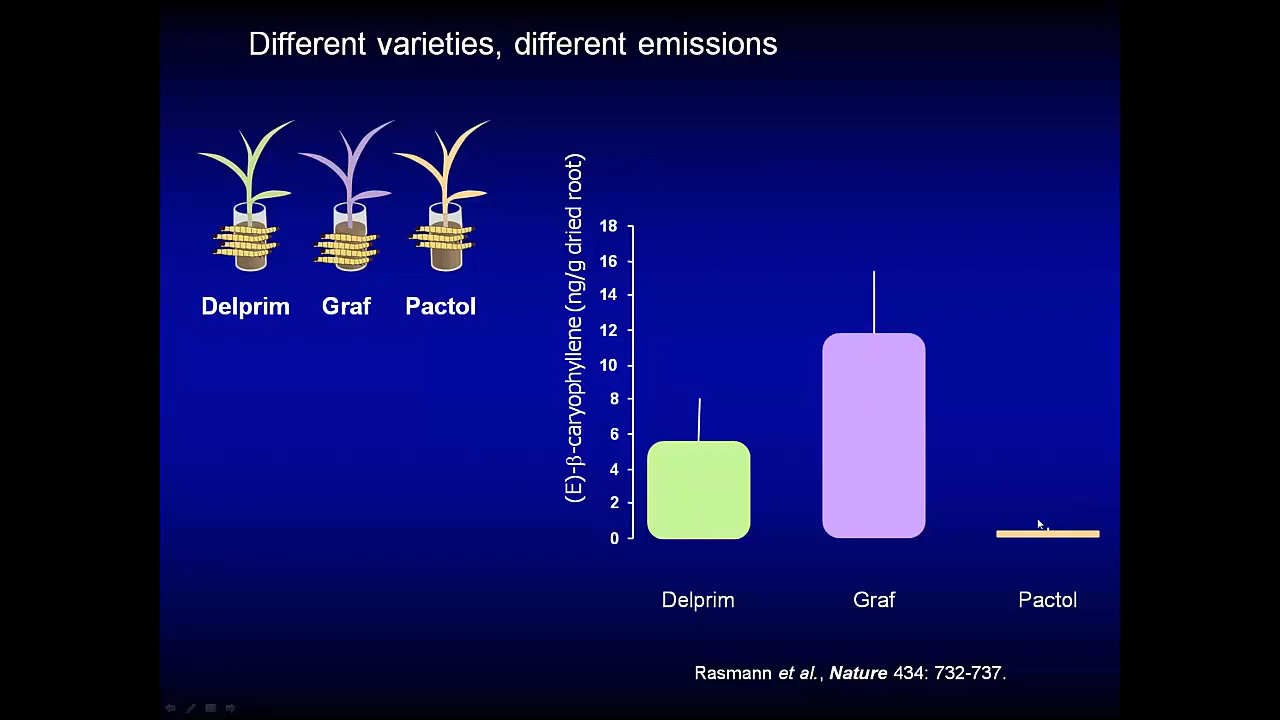 Different varieties, different emissions
Delprim Graf Pactol
(E)-β-caryophyllene (ng/g dried root)
18
16
14
12
10
8
6
4
2
0
Delprim Graf Pactol
Rasmann et al., Nature 434: 732-737.